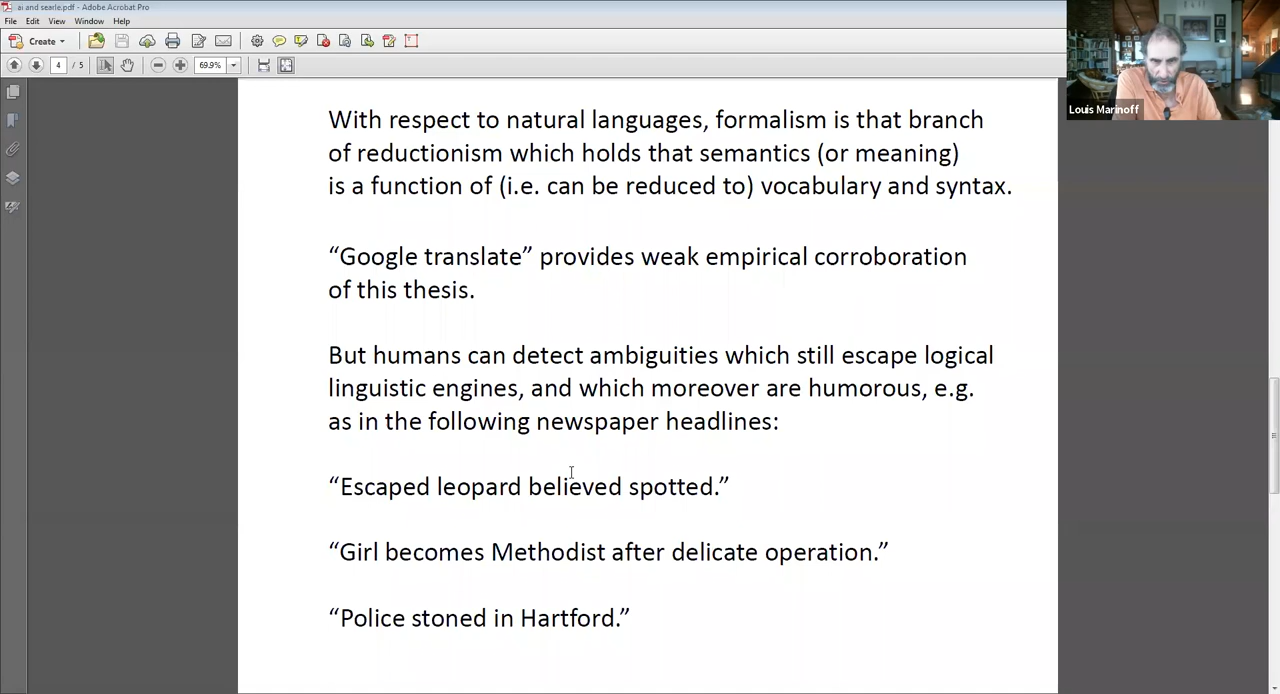 ai and searle.pdf - Adobe Acrobat Pro
File Edit View Window Help
Create
4 / 5 69.9%
Louis Marinoff
With respect to natural languages, formalism is that branch
of reductionism which holds that semantics (or meaning)
is a function of (i.e. can be reduced to) vocabulary and syntax.
“Google translate” provides weak empirical corroboration
of this thesis.
But humans can detect ambiguities which still escape logical
linguistic engines, and which moreover are humorous, e.g.
as in the following newspaper headlines:
“Escaped leopard believed spotted.”
“Girl becomes Methodist after delicate operation.”
“Police stoned in Hartford.”